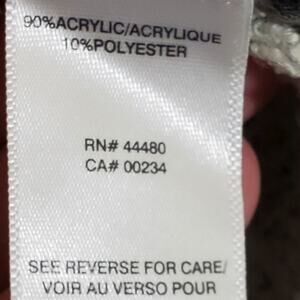 90%ACRYLIC/ACRYLIQUE
10%POLYESTER
RN# 44480
CA# 00234
SEE REVERSE FOR CARE/
VOIR AU VERSO POUR